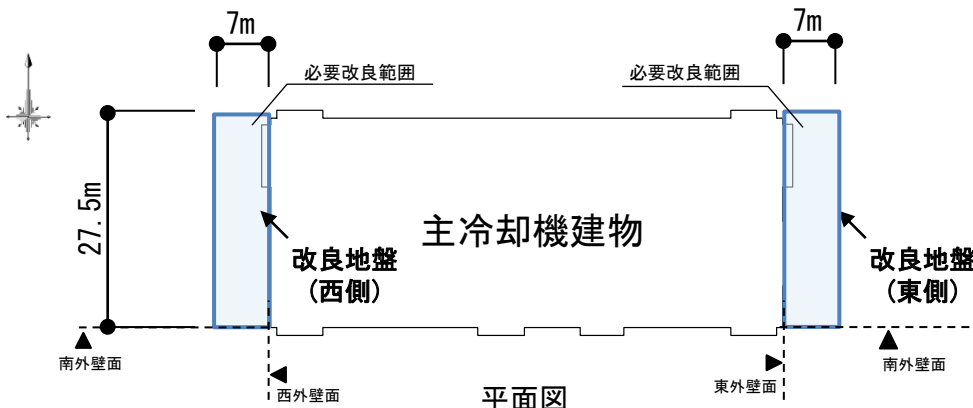 7m
7m
必要改良範囲
必要改良範囲
27.5m
主冷却機建物
改良地盤
（西側）
改良地盤
（東側）
南外壁面
南外壁面
西外壁面
東外壁面
平面図